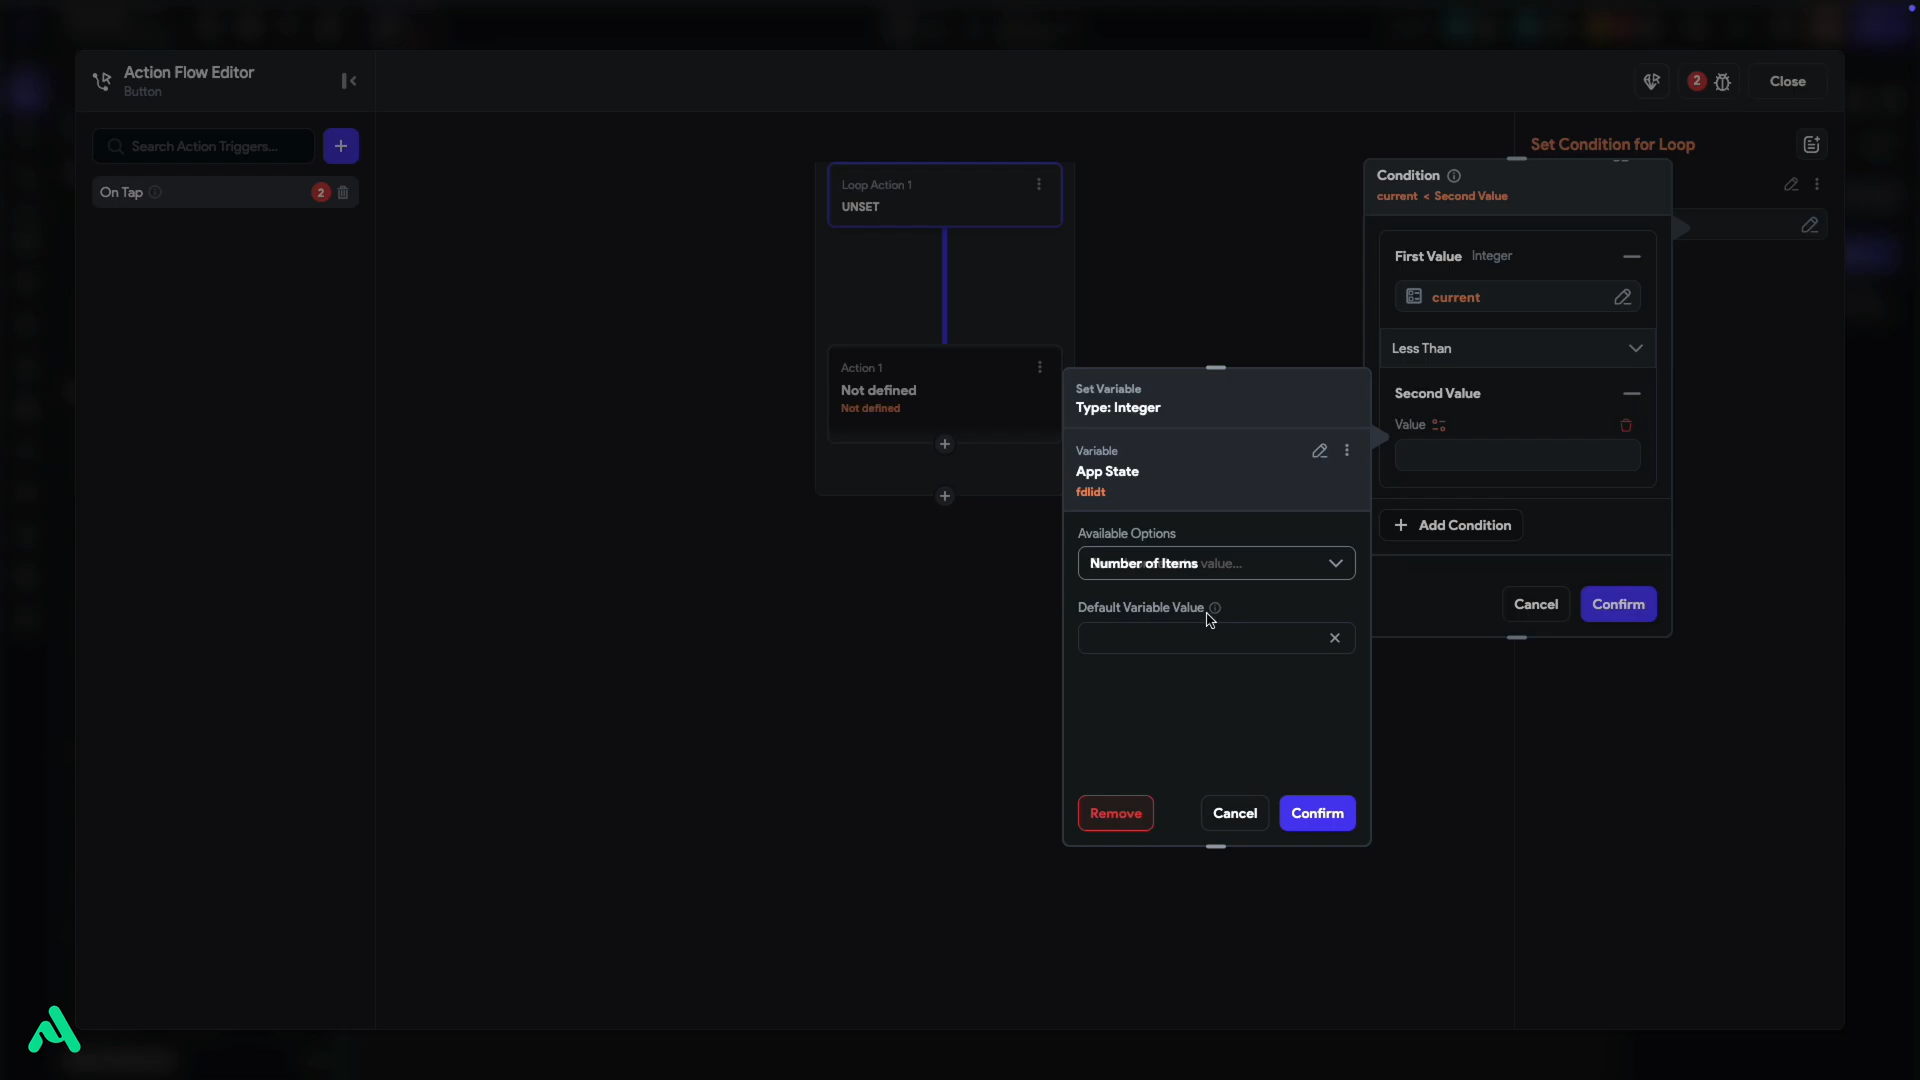 Action Flow Editor
Button
2
Close
Search Action Triggers...
On Tap
2
Loop Action 1
UNSET
Action 1
Not defined
Not defined
Set Condition for Loop
Condition
current < Second Value
First Value Integer
current
Less Than
Second Value
Value
Add Condition
Cancel
Confirm
Set Variable
Type: Integer
Variable
App State
fdlidt
Available Options
Number of Items value...
Default Variable Value
Remove
Cancel
Confirm